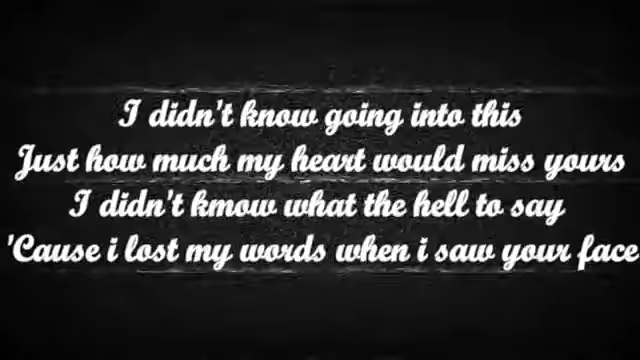 I didn't know going into this
Just how much my heart would miss yours
I didn't kmow what the hell to say
'Cause i lost my words when i saw your face